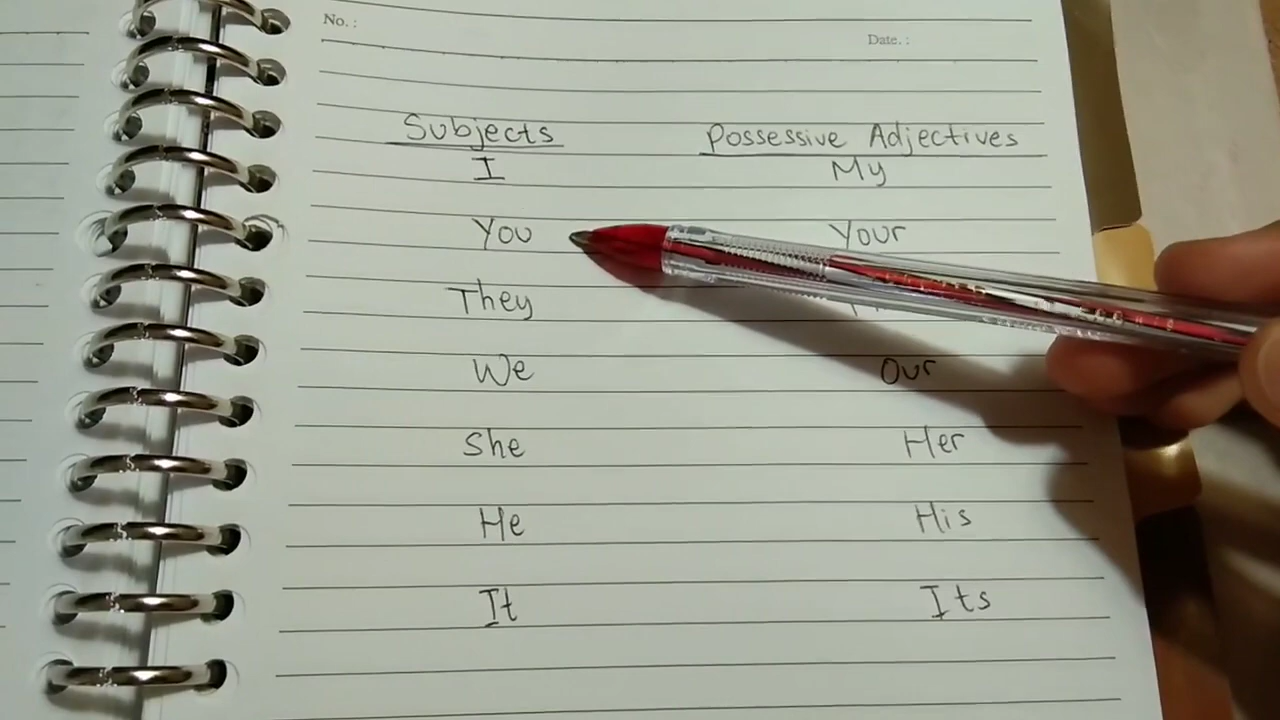 No. :
Date. :
Subjects Possessive Adjectives
I My
You Your
They
We Our
She Her
He His
It Its